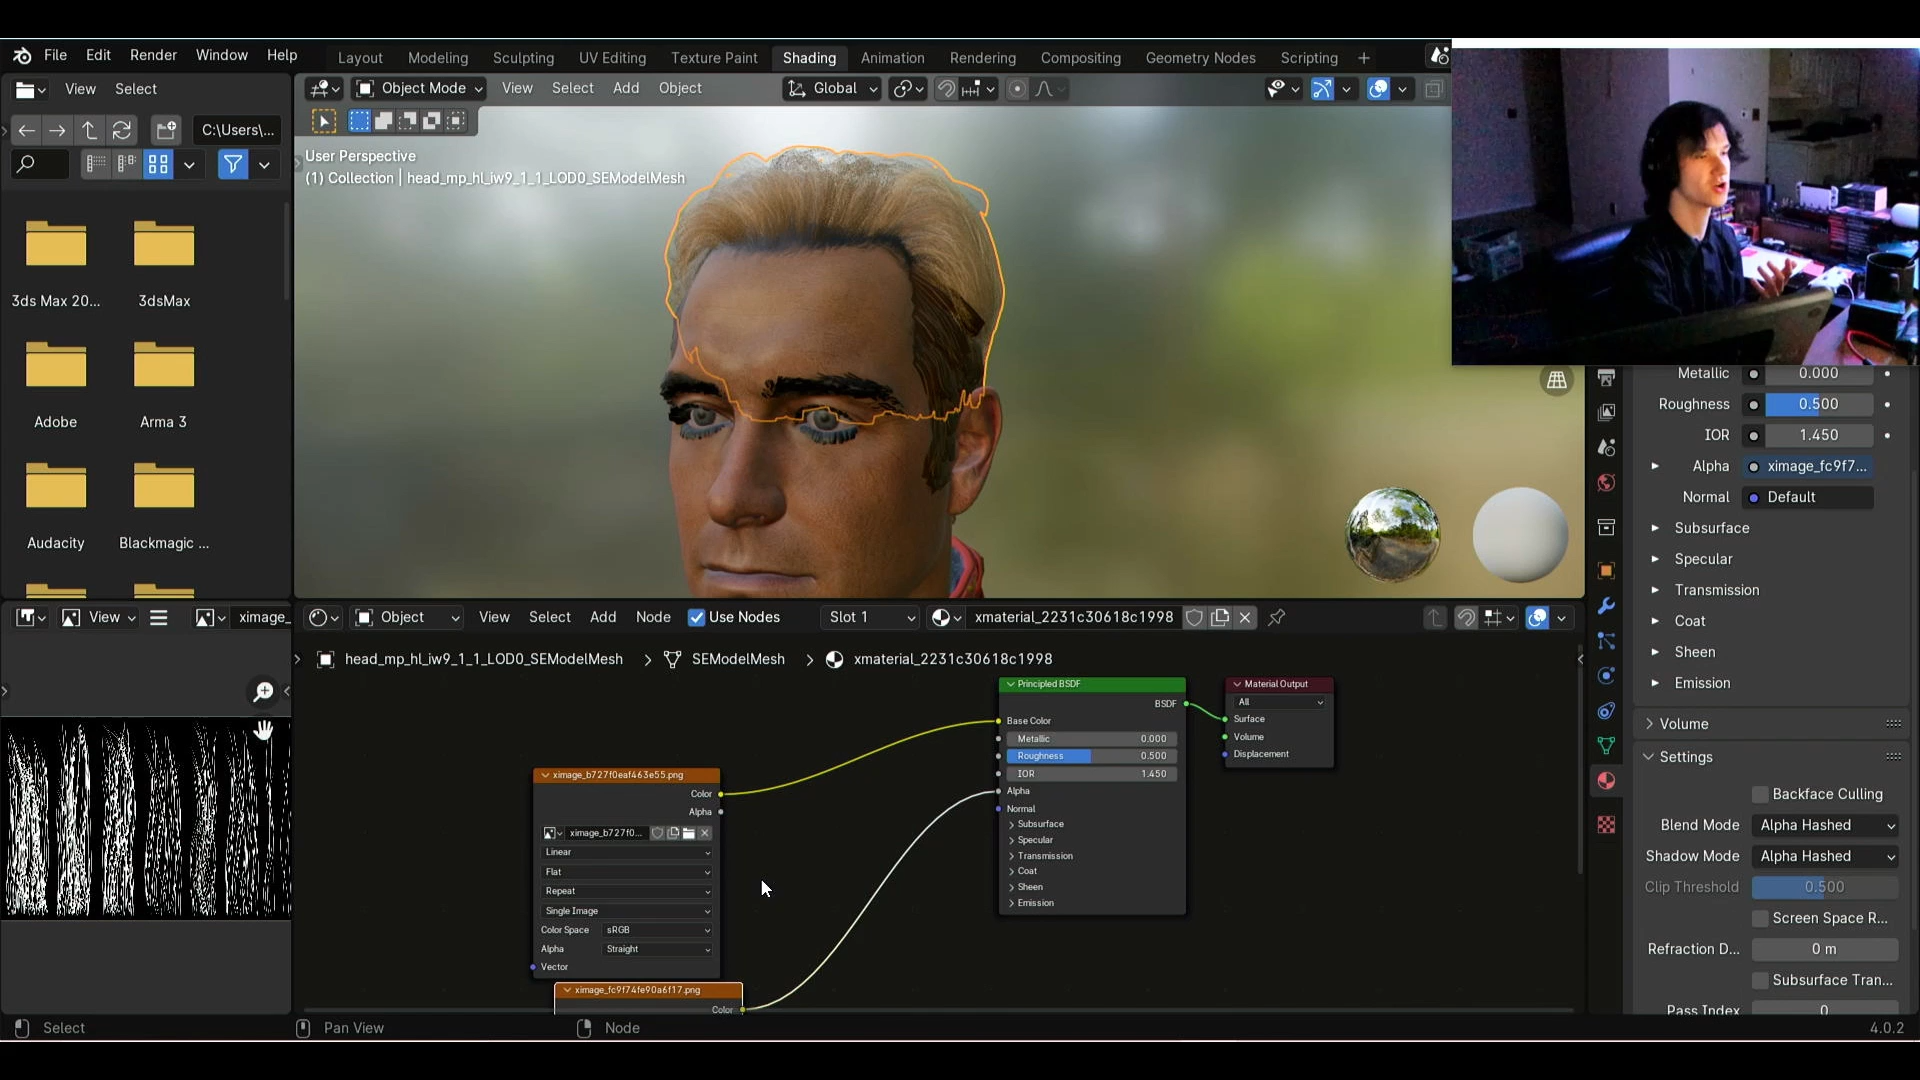 File Edit Render Window Help
Layout Modeling Sculpting UV Editing Texture Paint Shading Animation Rendering Compositing Geometry Nodes Scripting +
View Select
Object Mode View Select Add Object Global
C:\Users\...
User Perspective
(1) Collection | head_mp_hl_iw9_1_1_LOD0_SEModelMesh
3ds Max 20... 3dsMax
Adobe Arma 3
Audacity Blackmagic ...
Metallic 0.000
Roughness 0.500
IOR 1.450
Alpha ximage_fc9f7...
Normal Default
Subsurface
Specular
Transmission
Coat
Sheen
Emission
Volume
Settings
Backface Culling
Blend Mode Alpha Hashed
Shadow Mode Alpha Hashed
Clip Threshold 0.500
Screen Space R...
Refraction D... 0 m
Subsurface Tran...
Pass Index 0
View ximage_
Object View Select Add Node Use Nodes Slot 1 xmaterial_2231c30618c1998
head_mp_hl_iw9_1_1_LOD0_SEModelMesh > SEModelMesh > xmaterial_2231c30618c1998
Principled BSDF
BSDF
Base Color
Metallic 0.000
Roughness 0.500
IOR 1.450
Alpha
Normal
Subsurface
Specular
Transmission
Coat
Sheen
Emission
Material Output
All
Surface
Volume
Displacement
ximage_b727f0eaf463e55.png
Color
Alpha
ximage_b727f0...
Linear
Flat
Repeat
Single Image
Color Space sRGB
Alpha Straight
Vector
ximage_fc9f74fe90a6f17.png
Color
Select Pan View Node 4.0.2